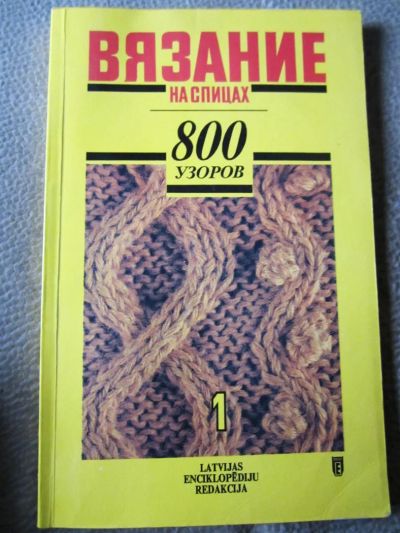 ВЯЗАНИЕ
НА СПИЦАХ
800
УЗОРОВ
1
LATVIJAS
ENCIKLOPĒDIJU
REDAKCIJA